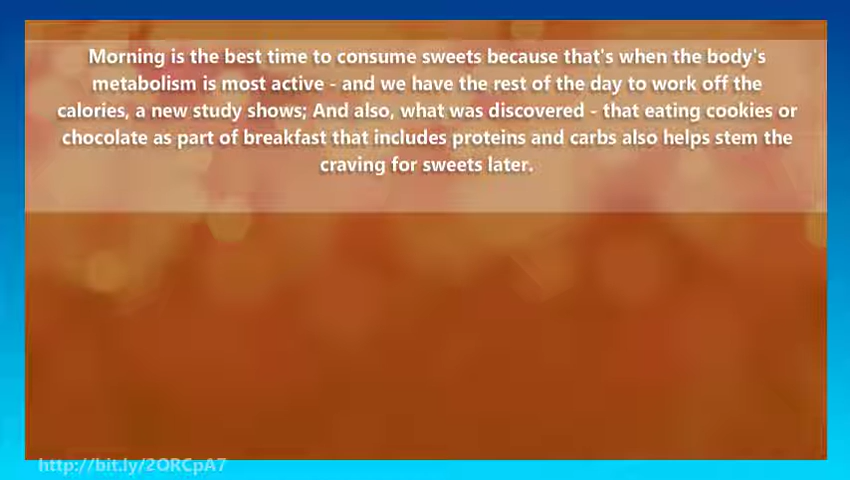 Morning is the best time to consume sweets because that's when the body's
metabolism is most active - and we have the rest of the day to work off the
calories, a new study shows; And also, what was discovered - that eating cookies or
chocolate as part of breakfast that includes proteins and carbs also helps stem the
craving for sweets later.
http://bit.ly/2ORCpA7